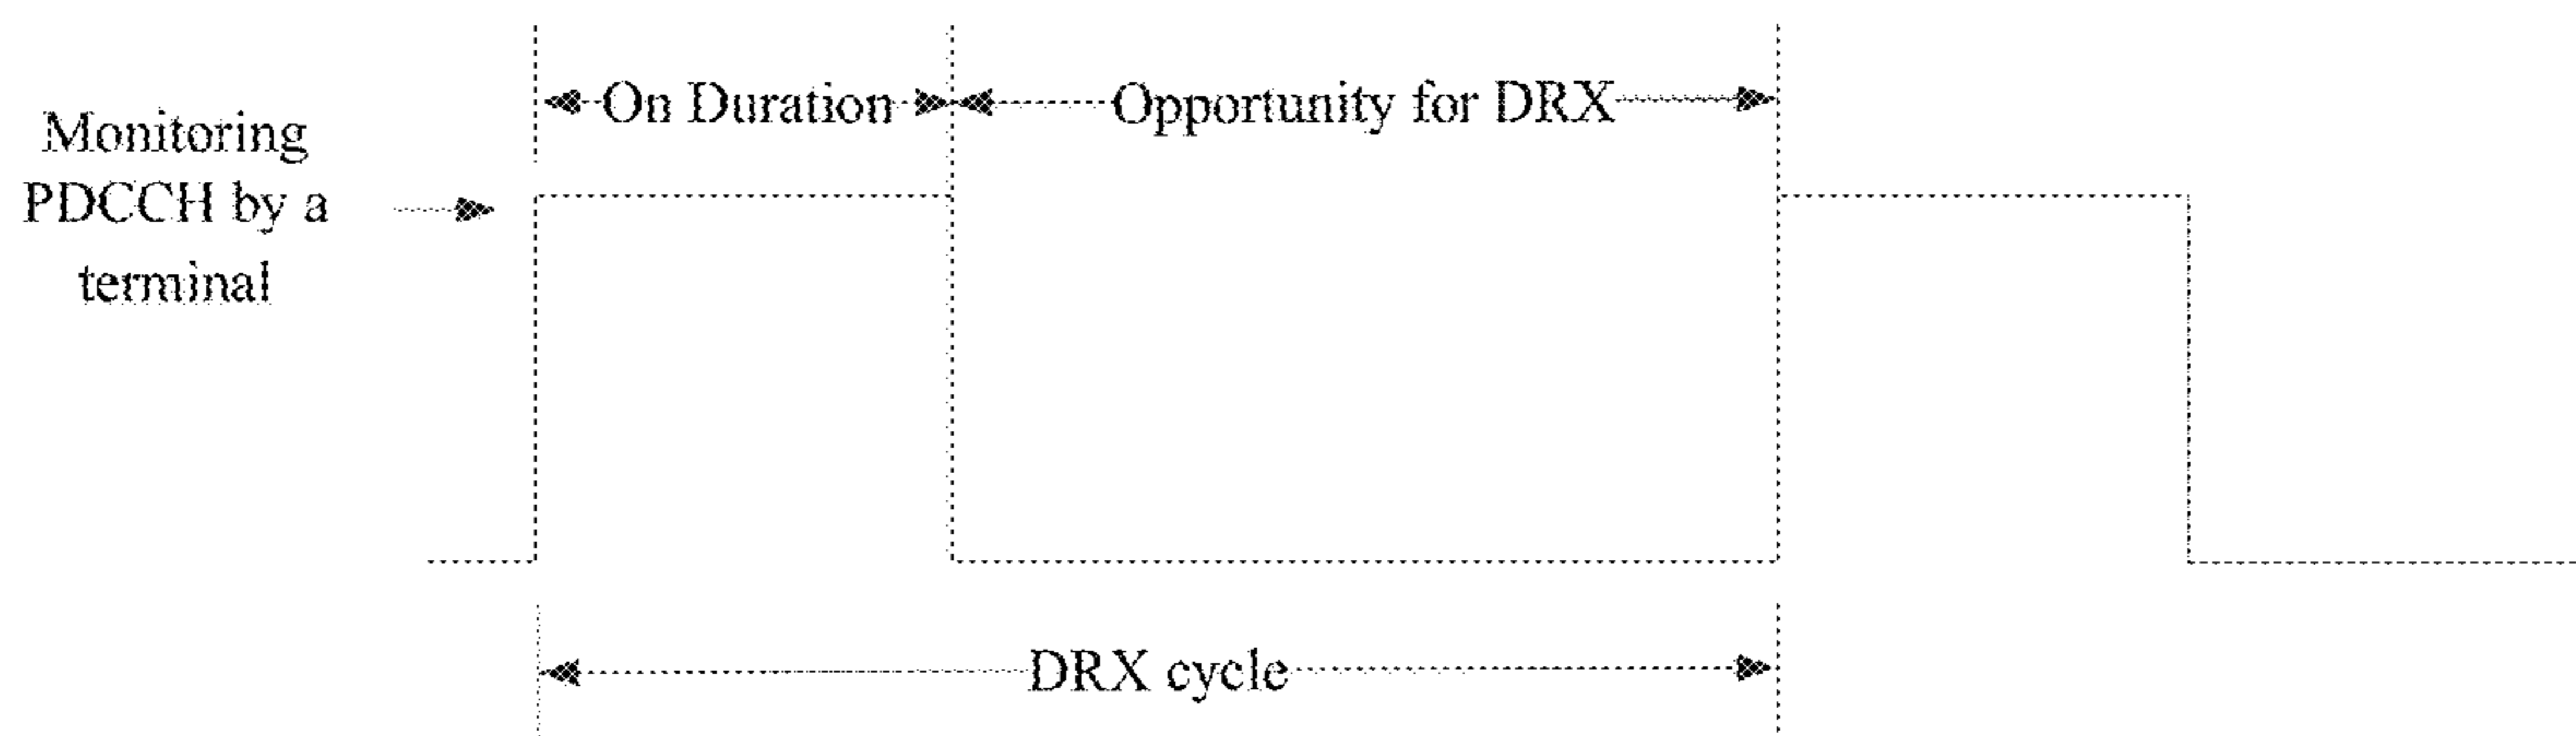 On Duration
Opportunity for DRX
Monitoring
PDCCH by a
terminal
DRX cycle